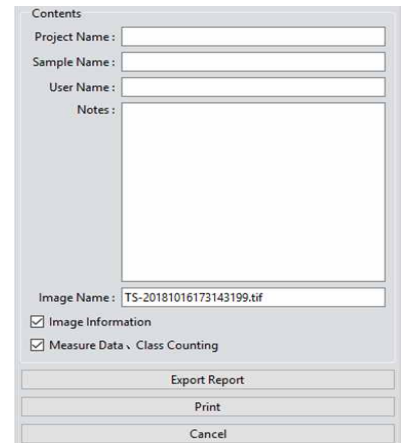 Contents
Project Name :
Sample Name :
User Name :
Notes :
Image Name : TS-20181016173143199.tif
Image Information
Measure Data、Class Counting
Export Report
Print
Cancel